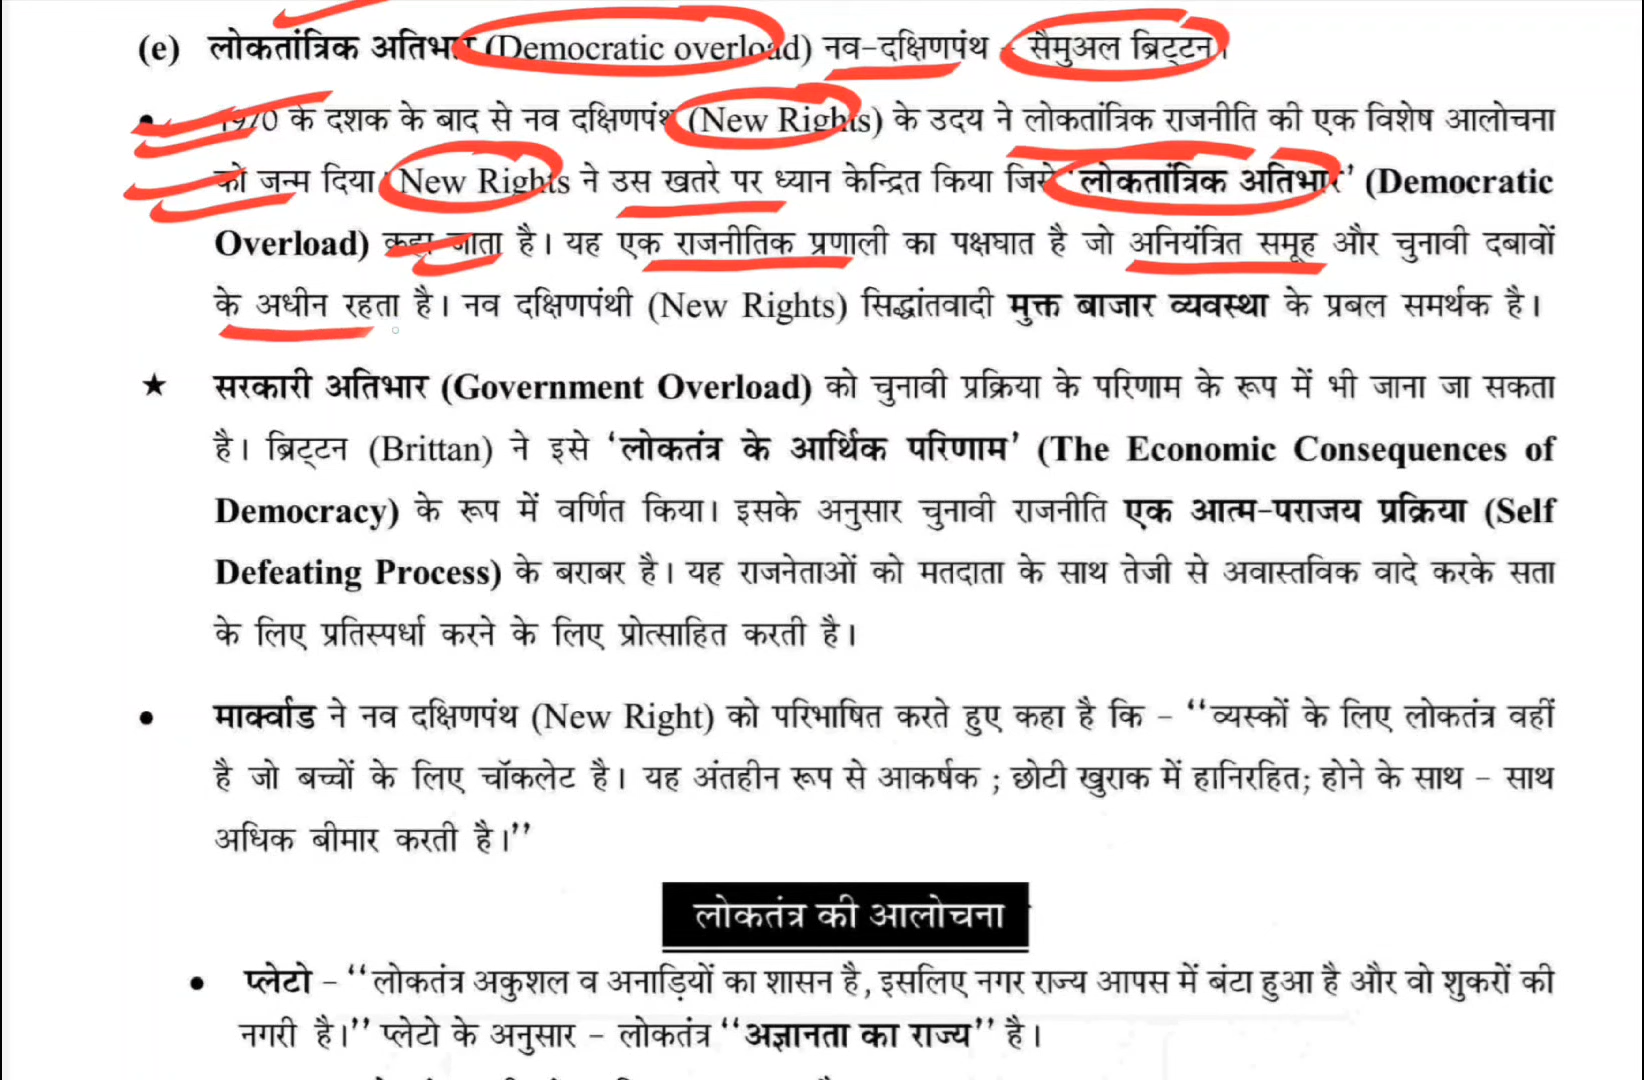 (e) लोकतांत्रिक अतिभार (Democratic overload) नव-दक्षिणपंथ - सैमुअल ब्रिट्टन।
• 1970 के दशक के बाद से नव दक्षिणपंथ (New Rights) के उदय ने लोकतांत्रिक राजनीति की एक विशेष आलोचना
को जन्म दिया New Rights ने उस खतरे पर ध्यान केन्द्रित किया जिसे ‘लोकतांत्रिक अतिभार’ (Democratic
Overload) कहा जाता है। यह एक राजनीतिक प्रणाली का पक्षघात है जो अनियंत्रित समूह और चुनावी दबावों
के अधीन रहता है। नव दक्षिणपंथी (New Rights) सिद्धांतवादी मुक्त बाजार व्यवस्था के प्रबल समर्थक है।
★ सरकारी अतिभार (Government Overload) को चुनावी प्रक्रिया के परिणाम के रूप में भी जाना जा सकता
है। ब्रिट्टन (Brittan) ने इसे ‘लोकतंत्र के आर्थिक परिणाम’ (The Economic Consequences of
Democracy) के रूप में वर्णित किया। इसके अनुसार चुनावी राजनीति एक आत्म-पराजय प्रक्रिया (Self
Defeating Process) के बराबर है। यह राजनेताओं को मतदाता के साथ तेजी से अवास्तविक वादे करके सता
के लिए प्रतिस्पर्धा करने के लिए प्रोत्साहित करती है।
• मार्क्वाड ने नव दक्षिणपंथ (New Right) को परिभाषित करते हुए कहा है कि - ‘‘व्यस्कों के लिए लोकतंत्र वहीं
है जो बच्चों के लिए चॉकलेट है। यह अंतहीन रूप से आकर्षक ; छोटी खुराक में हानिरहित; होने के साथ - साथ
अधिक बीमार करती है।’’
लोकतंत्र की आलोचना
• प्लेटो - ‘‘लोकतंत्र अकुशल व अनाड़ियों का शासन है, इसलिए नगर राज्य आपस में बंटा हुआ है और वो शुकरों की
नगरी है।’’ प्लेटो के अनुसार - लोकतंत्र ‘‘अज्ञानता का राज्य’’ है।